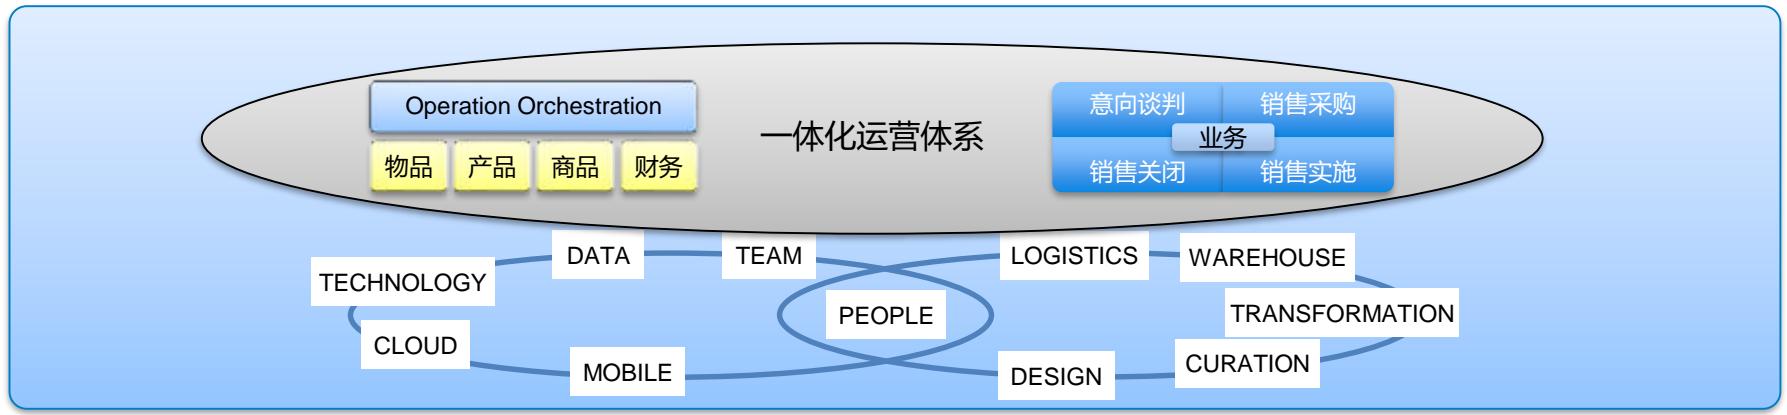 Operation Orchestration
物品 产品 商品 财务
一体化运营体系
意向谈判 销售采购
业务
销售关闭 销售实施
DATA TEAM
TECHNOLOGY
CLOUD
MOBILE
PEOPLE
LOGISTICS WAREHOUSE
TRANSFORMATION
CURATION
DESIGN